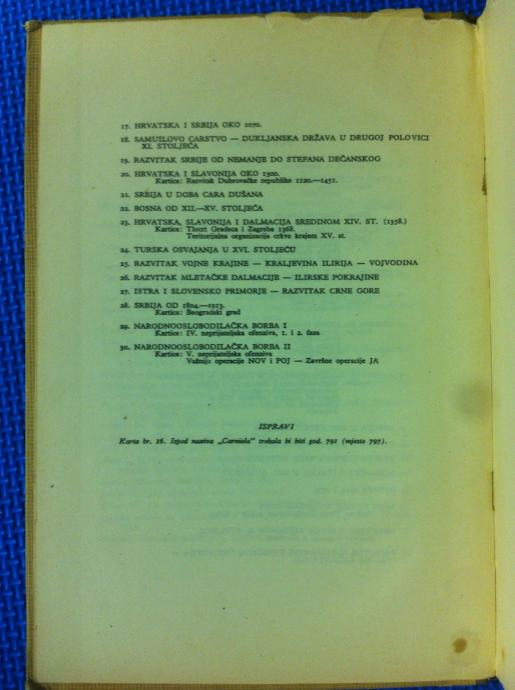 17. HRVATSKA I SRBIJA OKO 1070.
18. SAMUILOVO CARSTVO — DUKLJANSKA DRŽAVA U DRUGOJ POLOVICI
XI. STOLJEĆA
19. RAZVITAK SRBIJE OD NEMANJE DO STEFANA DEČANSKOG
20. HRVATSKA I SLAVONIJA OKO 1300.
Kartica: Razvitak Dubrovačke republike 1120.—1451.
21. SRBIJA U DOBA CARA DUŠANA
22. BOSNA OD XII.—XV. STOLJEĆA
23. HRVATSKA, SLAVONIJA I DALMACIJA SREDINOM XIV. ST. (1358.)
Kartica: Tlocrt Gradeca i Zagreba 1368.
Teritorijalna organizacija crkve krajem XV. st.
24. TURSKA OSVAJANJA U XVI. STOLJEĆU
25. RAZVITAK VOJNE KRAJINE — KRALJEVINA ILIRIJA — VOJVODINA
26. RAZVITAK MLETAČKE DALMACIJE — ILIRSKE POKRAJINE
27. ISTRA I SLOVENSKO PRIMORJE — RAZVITAK CRNE GORE
28. SRBIJA OD 1804.—1913.
Kartica: Beogradski grad
29. NARODNOOSLOBODILAČKA BORBA I
Kartice: IV. neprijateljska ofenziva, 1. i 2. faza
30. NARODNOOSLOBODILAČKA BORBA II
Kartice: V. neprijateljska ofenziva
Važnije operacije NOV i POJ — Završne operacije JA
ISPRAVI
Karta br. 16. Ispod naziva „Carniola" trebala bi biti god. 791 (mjesto 797).